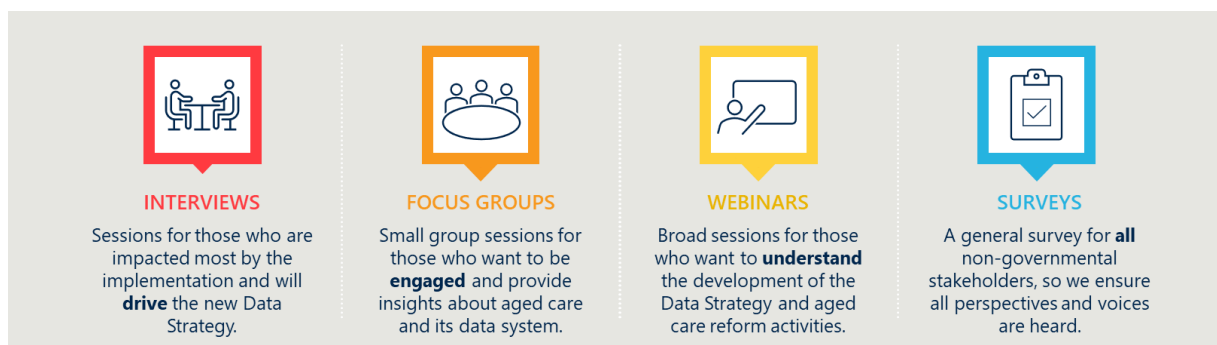 INTERVIEWS
Sessions for those who are
impacted most by the
implementation and will
drive the new Data
Strategy.
FOCUS GROUPS
Small group sessions for
those who want to be
engaged and provide
insights about aged care
and its data system.
WEBINARS
Broad sessions for those
who want to understand
the development of the
Data Strategy and aged
care reform activities.
SURVEYS
A general survey for all
non-governmental
stakeholders, so we ensure
all perspectives and voices
are heard.